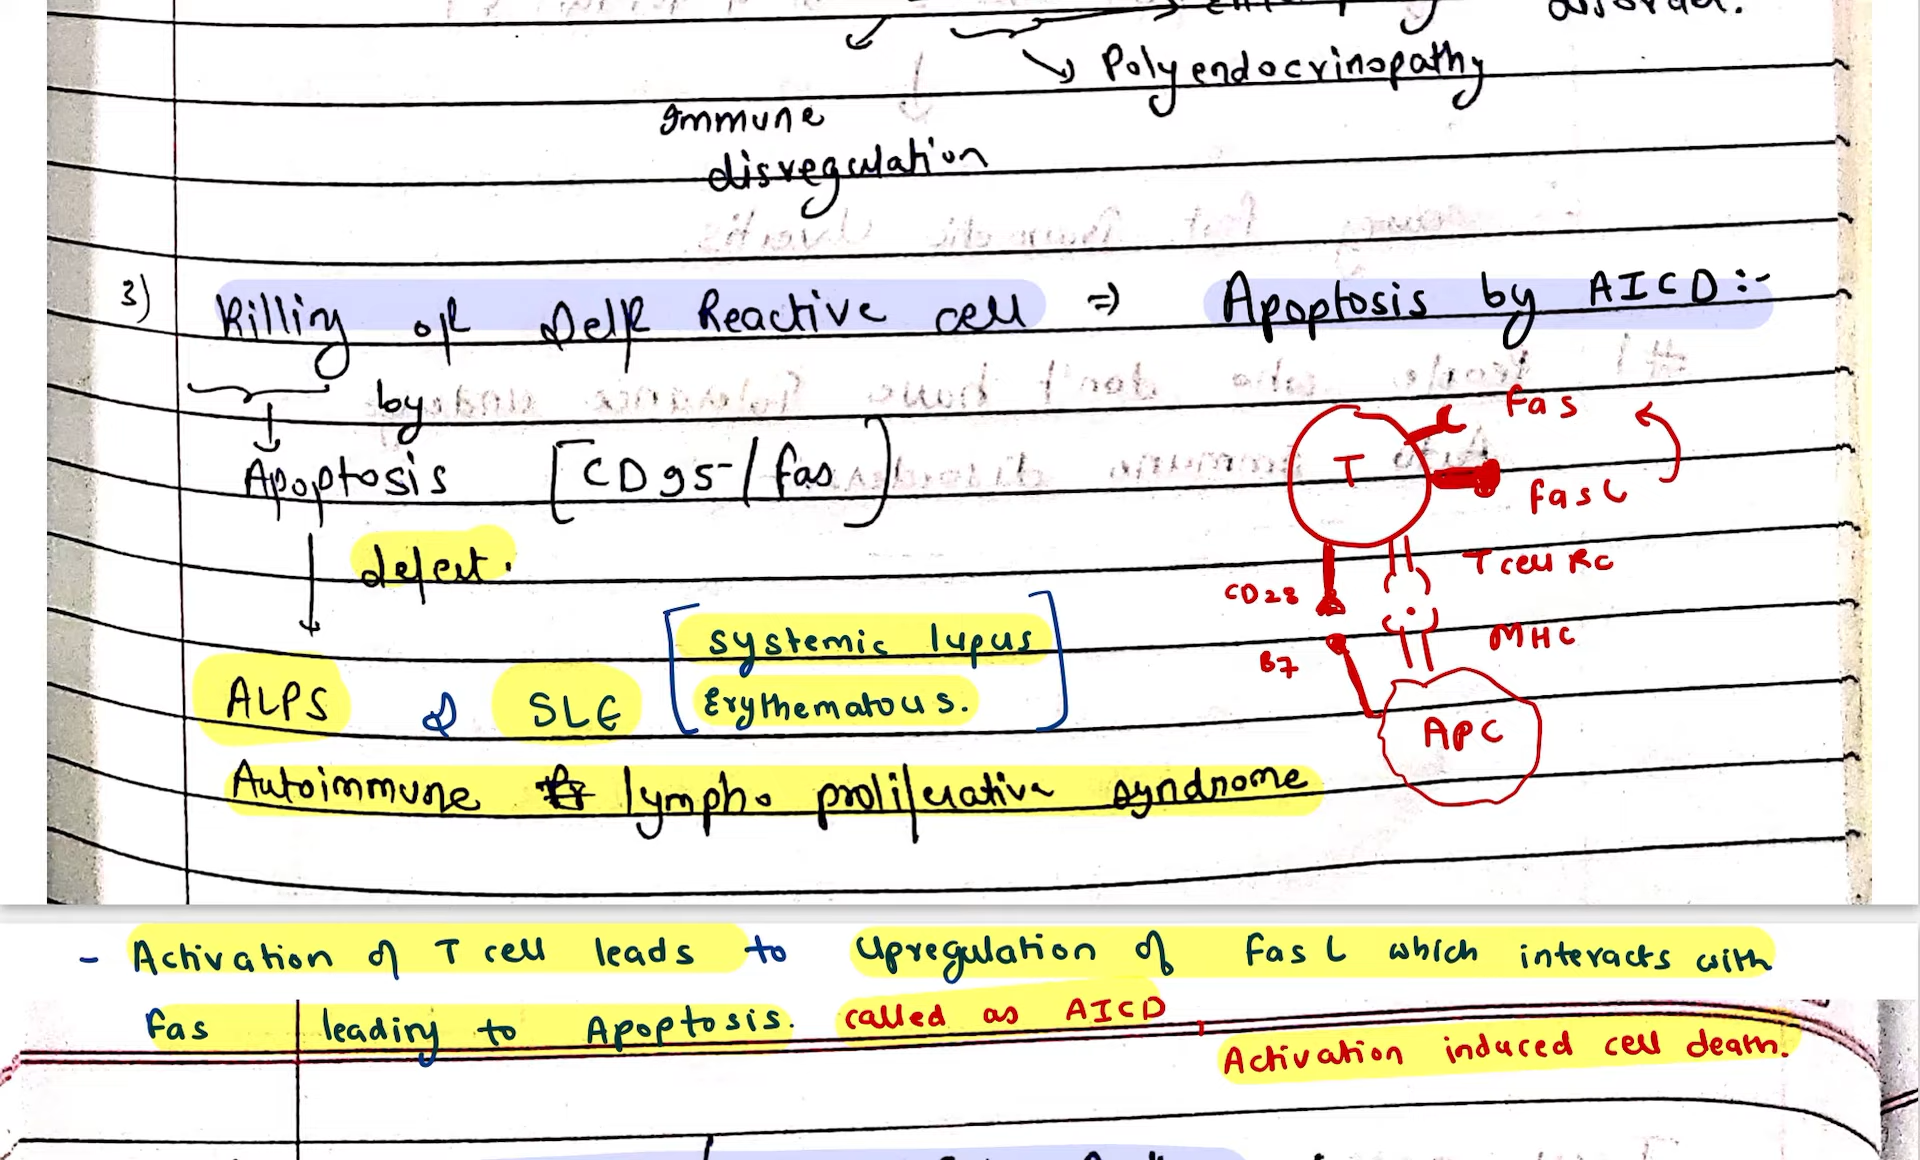 disorder.
Polyendocrinopathy
Immune
disregulation
3) Killing of Self Reactive cell ⇒ Apoptosis by AICD :-
by
Apoptosis [CD95 / Fas]
defect.
ALPS & SLE [systemic lupus
Erythematous.]
Autoimmune lympho proliferative syndrome
Fas
T
Fas L
T cell Rc
CD28
MHC
B7
APC
- Activation of T cell leads to upregulation of Fas L which interacts with
Fas leading to Apoptosis. called as AICD,
Activation induced cell death.